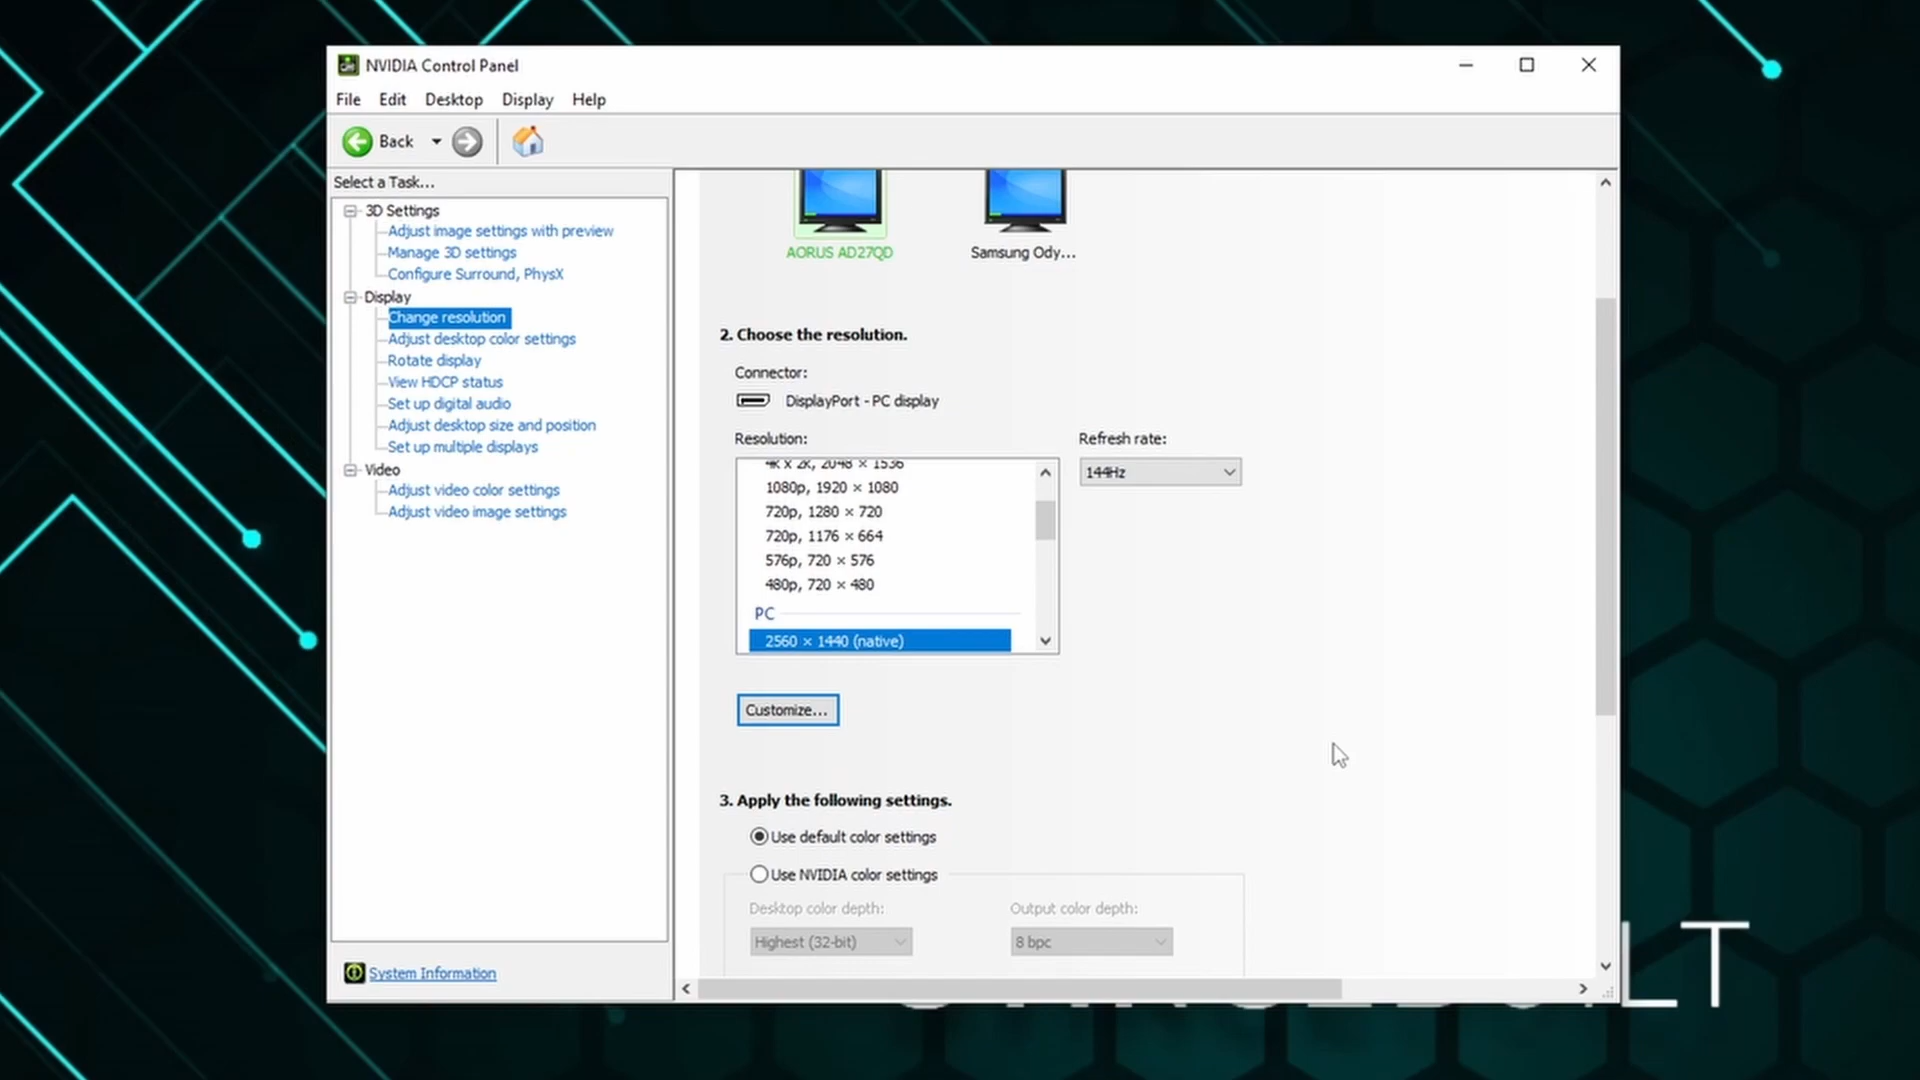 NVIDIA Control Panel
File Edit Desktop Display Help
Back
Select a Task...
3D Settings
Adjust image settings with preview
Manage 3D settings
Configure Surround, PhysX
Display
Change resolution
Adjust desktop color settings
Rotate display
View HDCP status
Set up digital audio
Adjust desktop size and position
Set up multiple displays
Video
Adjust video color settings
Adjust video image settings
System Information
AORUS AD27QD Samsung Ody...
2. Choose the resolution.
Connector:
DisplayPort - PC display
Resolution: Refresh rate:
4k x 2k, 2048 × 1536
144Hz
1080p, 1920 × 1080
720p, 1280 × 720
720p, 1176 × 664
576p, 720 × 576
480p, 720 × 480
PC
2560 × 1440 (native)
Customize...
3. Apply the following settings.
Use default color settings
Use NVIDIA color settings
Desktop color depth: Output color depth:
Highest (32-bit) 8 bpc
LT